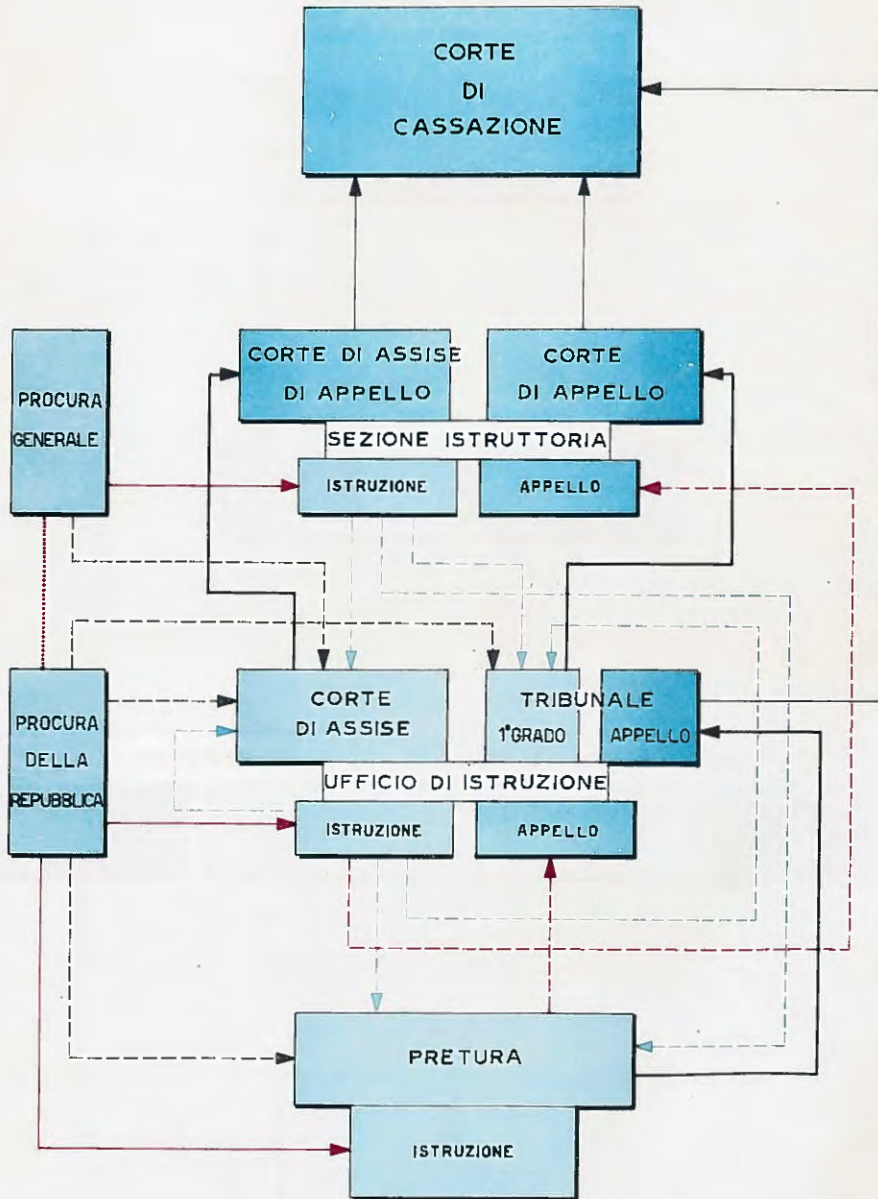 CORTE
DI
CASSAZIONE
PROCURA
GENERALE
CORTE DI ASSISE
DI APPELLO
CORTE
DI APPELLO
SEZIONE ISTRUTTORIA
ISTRUZIONE
APPELLO
PROCURA
DELLA
REPUBBLICA
CORTE
DI ASSISE
TRIBUNALE
1° GRADO
APPELLO
UFFICIO DI ISTRUZIONE
ISTRUZIONE
APPELLO
PRETURA
ISTRUZIONE